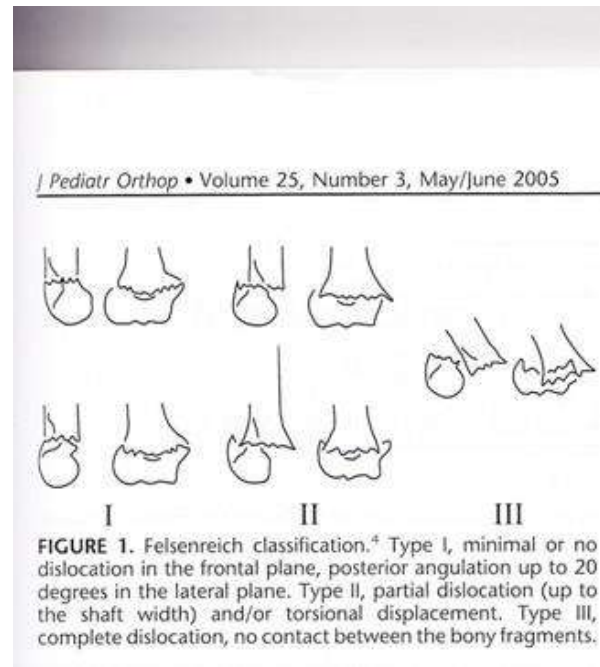 J Pediatr Orthop • Volume 25, Number 3, May/June 2005
I II III
FIGURE 1. Felsenreich classification.⁴ Type I, minimal or no
dislocation in the frontal plane, posterior angulation up to 20
degrees in the lateral plane. Type II, partial dislocation (up to
the shaft width) and/or torsional displacement. Type III,
complete dislocation, no contact between the bony fragments.